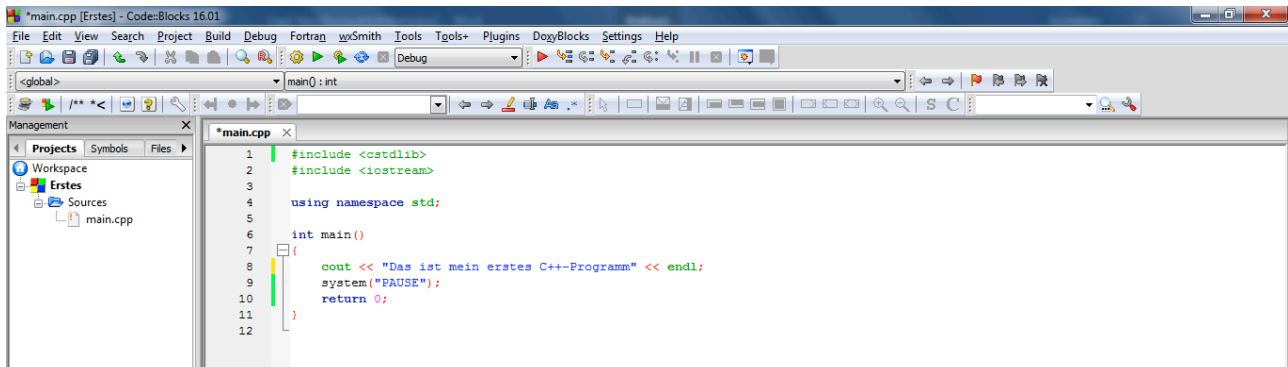 *main.cpp [Erstes] - Code::Blocks 16.01
File Edit View Search Project Build Debug Fortran wxSmith Tools Tools+ Plugins DoxyBlocks Settings Help
Debug
<global> main() : int
/** *< S C
Management X
Projects Symbols Files
*main.cpp X
Workspace
Erstes
Sources
main.cpp
1 #include <cstdlib>
2 #include <iostream>
3
4 using namespace std;
5
6 int main()
7 {
8 cout << "Das ist mein erstes C++-Programm" << endl;
9 system("PAUSE");
10 return 0;
11 }
12